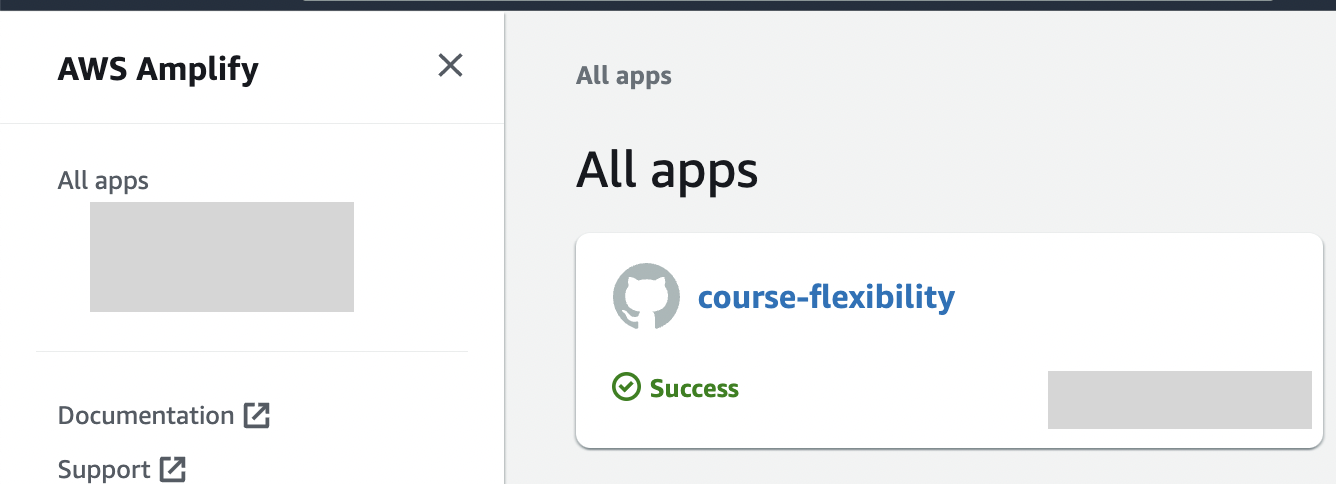 AWS Amplify
All apps
Documentation
Support
All apps
All apps
course-flexibility
Success